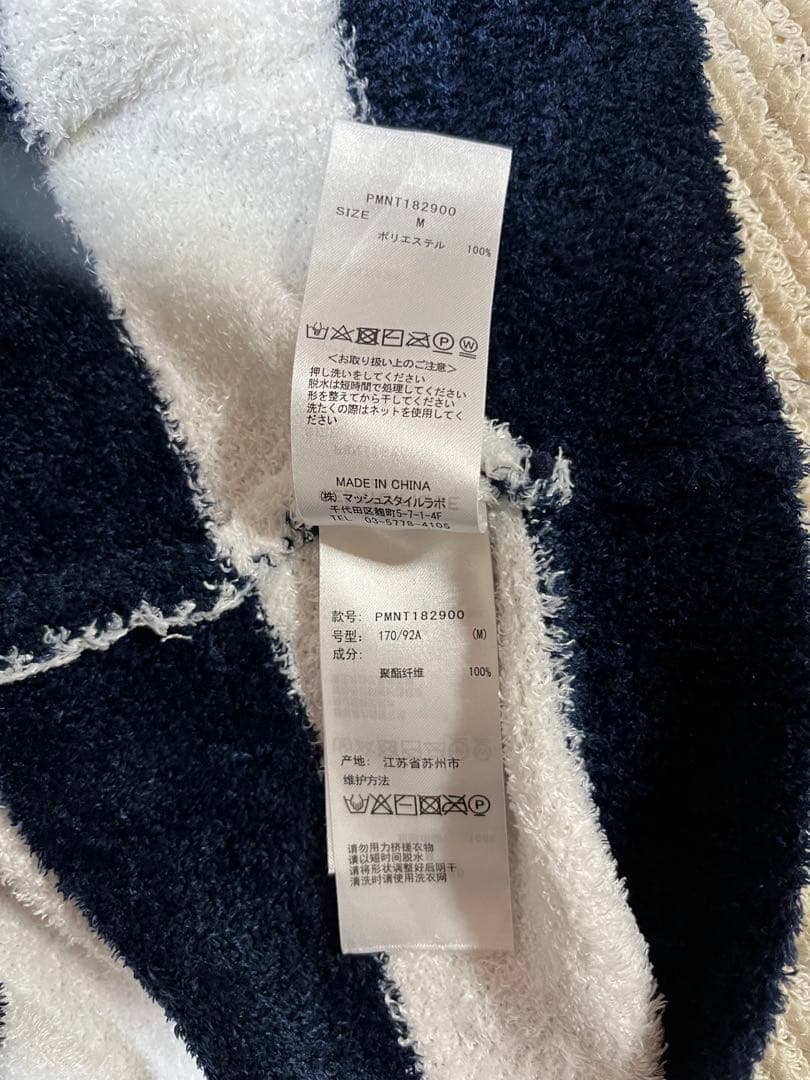 PMNT182900
SIZE M
ポリエステル 100%
P W
<お取り扱い上のご注意>
押し洗いをしてください
脱水は短時間で処理してください
形を整えてから干してください
洗たくの際はネットを使用してく
ださい
MADE IN CHINA
(株)マッシュスタイルラボ
千代田区麹町5-7-1-4F
TEL 03-5778-4105
款号: PMNT182900
号型: 170/92A (M)
成分:
聚酯纤维 100%
产地: 江苏省苏州市
维护方法
P
请勿用力挤搓衣物
请以短时间脱水
请将形状调整好后阴干
清洗时请使用洗衣网